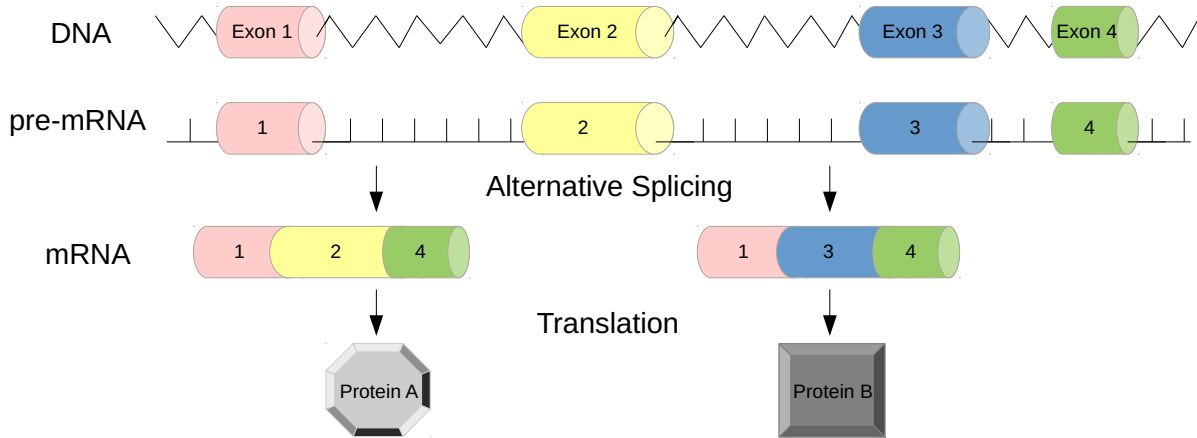 DNA Exon 1 Exon 2 Exon 3 Exon 4
pre-mRNA 1 2 3 4
Alternative Splicing
mRNA 1 2 4 1 3 4
Translation
Protein A Protein B